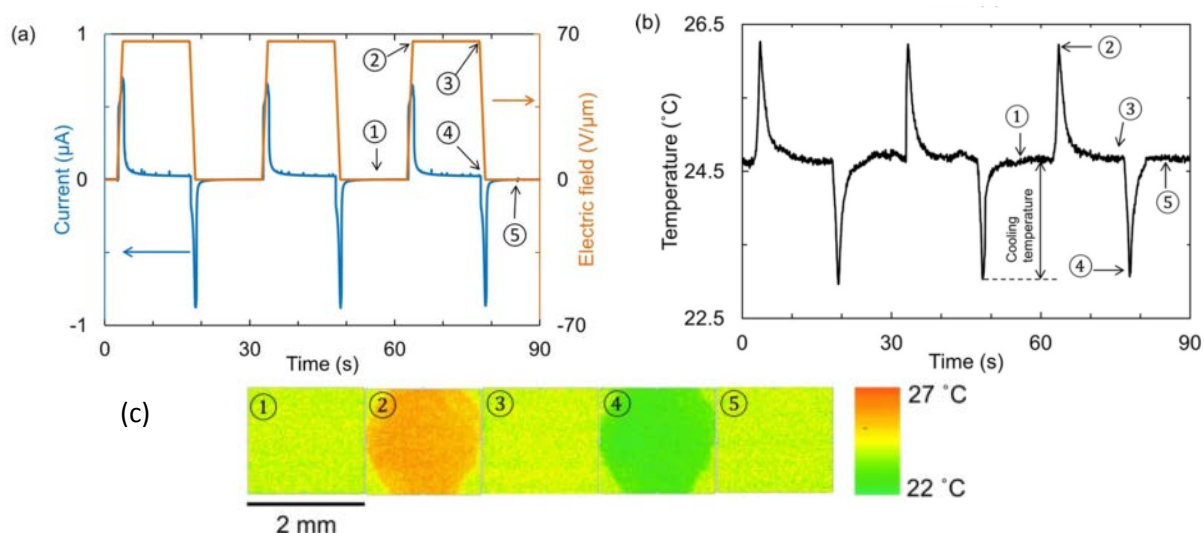 (a)
Current (µA)
1
0
-1
Electric field (V/µm)
70
0
-70
②
③
①
④
⑤
0
30
60
90
Time (s)
(b)
Temperature (˚C)
26.5
24.5
22.5
②
①
③
Cooling
temperature
④
⑤
0
30
60
90
Time (s)
(c)
①
②
③
④
⑤
27 ˚C
22 ˚C
2 mm